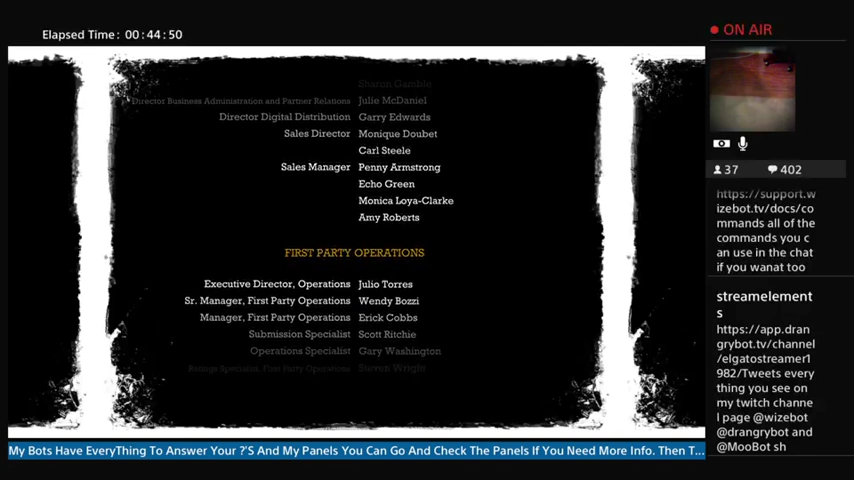 Elapsed Time: 00:44:50
ON AIR
Sharon Gamble
Director Business Administration and Partner Relations Julie McDaniel
Director Digital Distribution Garry Edwards
Sales Director Monique Doubet
Carl Steele
Sales Manager Penny Armstrong
Echo Green
Monica Loya-Clarke
Amy Roberts
FIRST PARTY OPERATIONS
Executive Director, Operations Julio Torres
Sr. Manager, First Party Operations Wendy Bozzi
Manager, First Party Operations Erick Cobbs
Submission Specialist Scott Ritchie
Operations Specialist Gary Washington
Ratings Specialist, First Party Operations Steven Wright
37 402
https://support.w
izebot.tv/docs/co
mmands all of the
commands you c
an use in the chat
if you wanat too
streamelement
s
https://app.dran
grybot.tv/channel
/elgatostreamer1
982/Tweets every
thing you see on
my twitch channe
l page @wizebot
@drangrybot and
@MooBot sh
My Bots Have EveryThing To Answer Your ?'S And My Panels You Can Go And Check The Panels If You Need More Info. Then T...